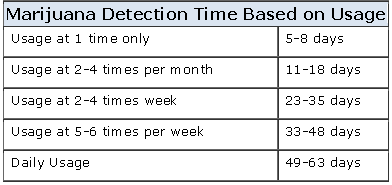 Marijuana Detection Time Based on Usage
Usage at 1 time only 5-8 days
Usage at 2-4 times per month 11-18 days
Usage at 2-4 times week 23-35 days
Usage at 5-6 times per week 33-48 days
Daily Usage 49-63 days